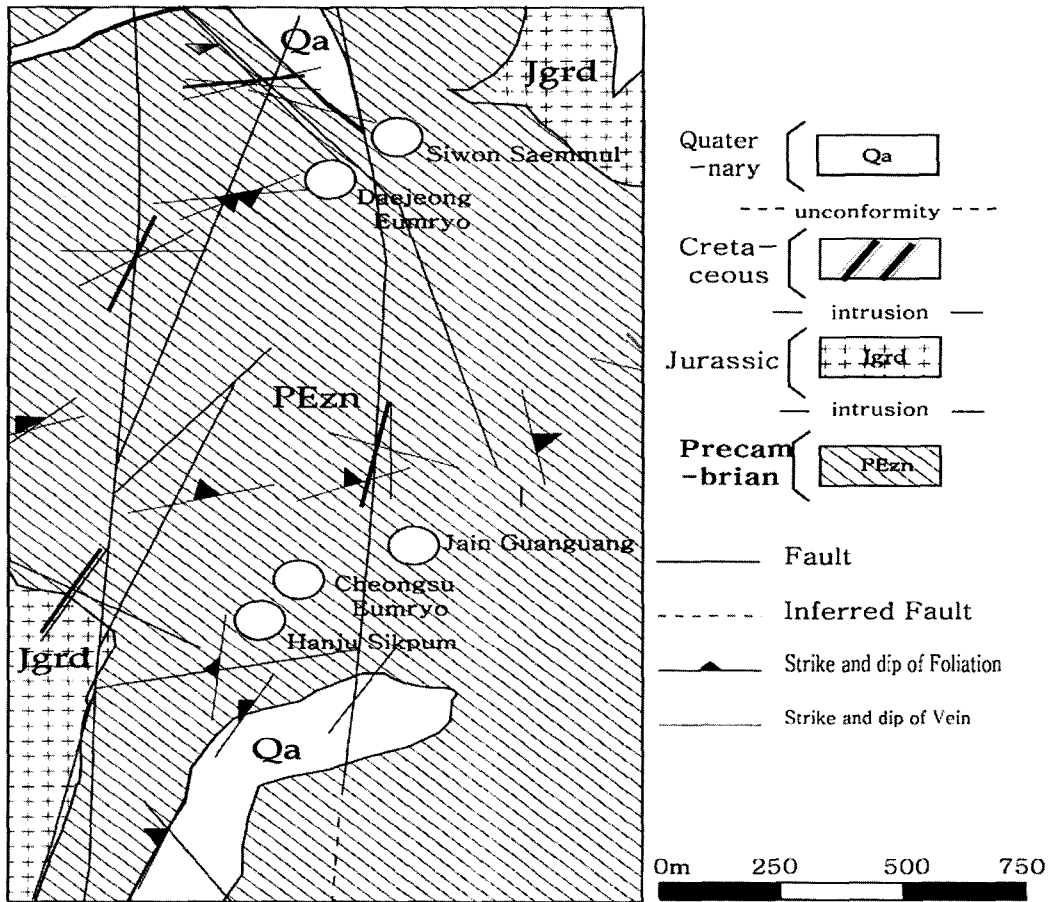 Qa
Jgrd
Siwon Saemmul
Daejeong
Eumryo
PEzn
Jain Guanguang
Cheongsu
Eumryo
Hanju Sikpum
Jgrd
Qa
Quater
-nary
Qa
--- unconformity ---
Creta-
ceous
— intrusion —
Jurassic
Jgrd
— intrusion —
Precam
-brian
PEzn
Fault
Inferred Fault
Strike and dip of Foliation
Strike and dip of Vein
0m 250 500 750